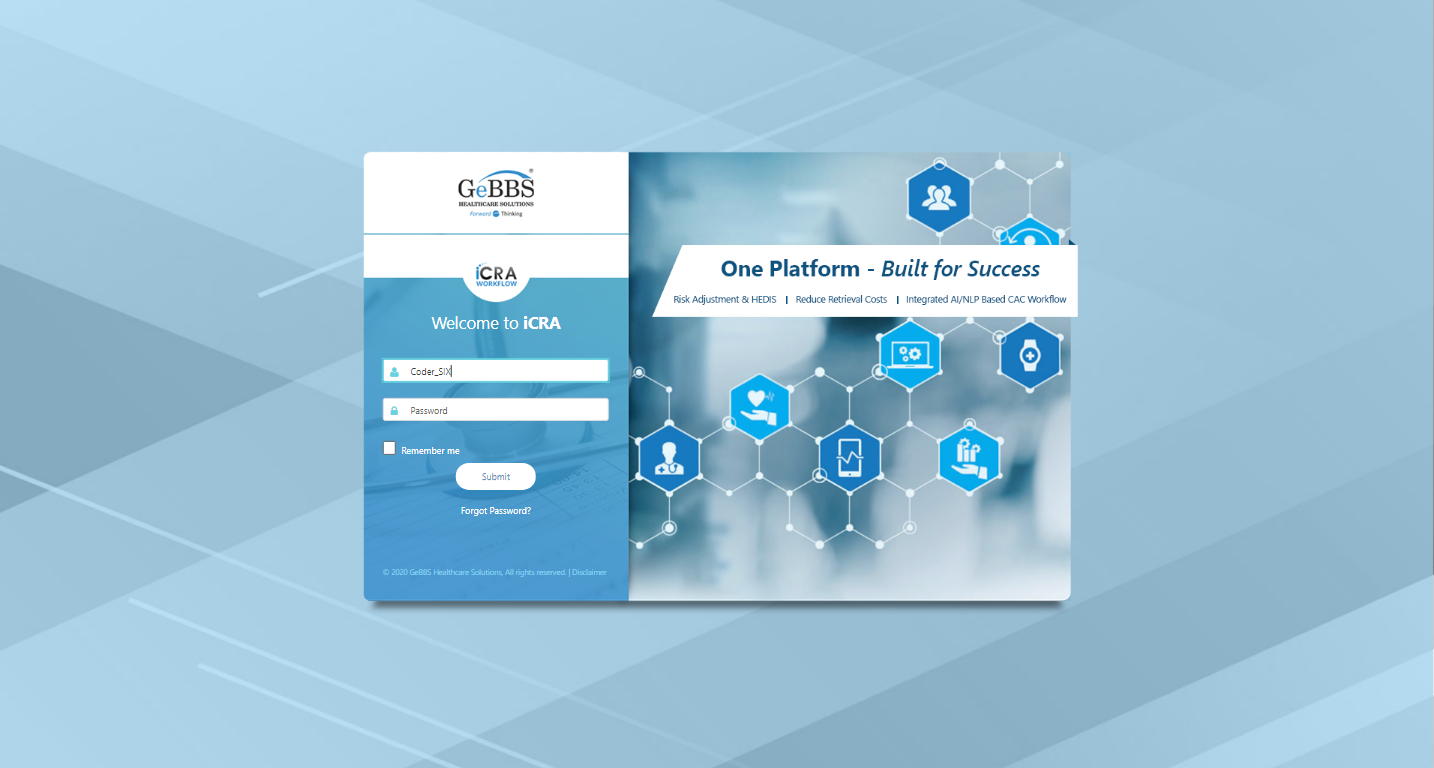 GeBBS®
HEALTHCARE SOLUTIONS
Forward Thinking
iCRA
WORKFLOW
Welcome to iCRA
Coder_SIX
Password
Remember me
Submit
Forgot Password?
© 2020 GeBBS Healthcare Solutions, All rights reserved. | Disclaimer
One Platform - Built for Success
Risk Adjustment & HEDIS | Reduce Retrieval Costs | Integrated AI/NLP Based CAC Workflow